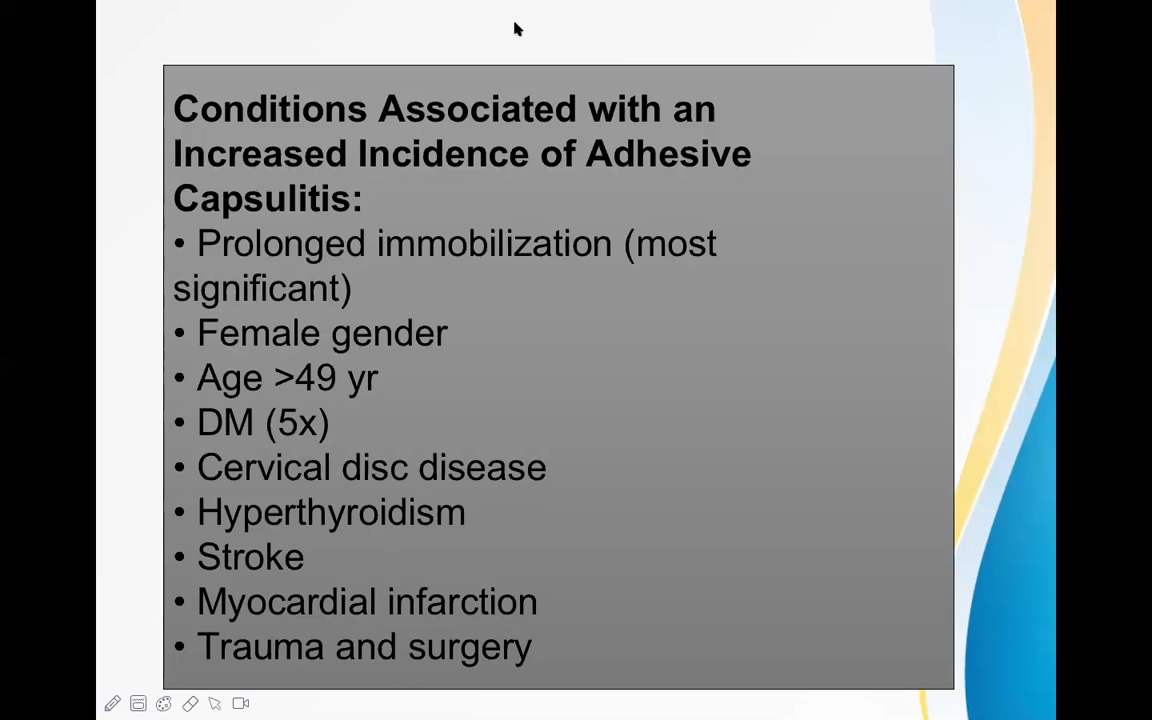 Conditions Associated with an
Increased Incidence of Adhesive
Capsulitis:
• Prolonged immobilization (most
significant)
• Female gender
• Age >49 yr
• DM (5x)
• Cervical disc disease
• Hyperthyroidism
• Stroke
• Myocardial infarction
• Trauma and surgery